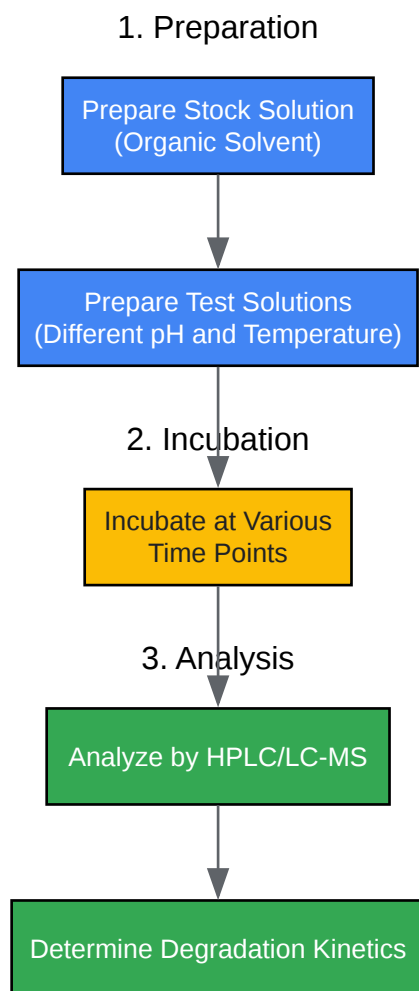 1. Preparation
Prepare Stock Solution
(Organic Solvent)
Prepare Test Solutions
(Different pH and Temperature)
2. Incubation
Incubate at Various
Time Points
3. Analysis
Analyze by HPLC/LC-MS
Determine Degradation Kinetics